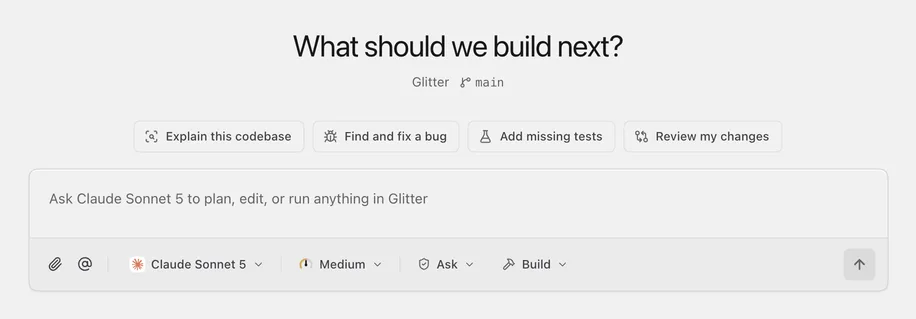 What should we build next?
Glitter main
Explain this codebase Find and fix a bug Add missing tests Review my changes
Ask Claude Sonnet 5 to plan, edit, or run anything in Glitter
Claude Sonnet 5 Medium Ask Build